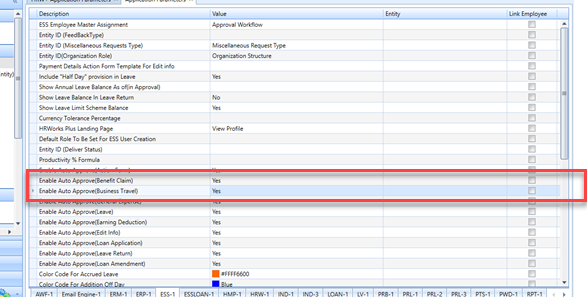 Description Value Entity Link Employee
ESS Employee Master Assignment Approval Workflow
Entity ID (FeedBackType)
Entity ID (Miscellaneous Requests Type) Miscellaneous Request Type
Entity ID(Organization Role) Organization Structure
Payment Details Action Form Template For Edit info
Include "Half Day" provision in Leave Yes
Show Annual Leave Balance As of(in Approval)
Show Leave Balance In Leave Return No
Show Leave Limit Scheme Balance Yes
Currency Tolerance Percentage
HRWorks Plus Landing Page View Profile
Default Role To Be Set For ESS User Creation
Entity ID (Deliver Status)
Productivity % Formula
Enable Auto Approve(Benefit Claim) Yes
Enable Auto Approve(Business Travel) Yes
Enable Auto Approve(General Expense) Yes
Enable Auto Approve(Leave) Yes
Enable Auto Approve(Earning Deduction) Yes
Enable Auto Approve(Edit Info) Yes
Enable Auto Approve(Loan Application) Yes
Enable Auto Approve(Leave Return) Yes
Enable Auto Approve(Loan Amendment) Yes
Color Code For Accrued Leave #FFFF6600
Color Code For Addition Off Day Blue
AWF-1 Email Engine-1 ERM-1 ERP-1 ESS-1 ESSLOAN-1 HMP-1 HRW-1 IND-1 IND-3 LOAN-1 LV-1 PRB-1 PRL-1 PRL-2 PRL-3 PTS-1 PWD-1 RPT-1